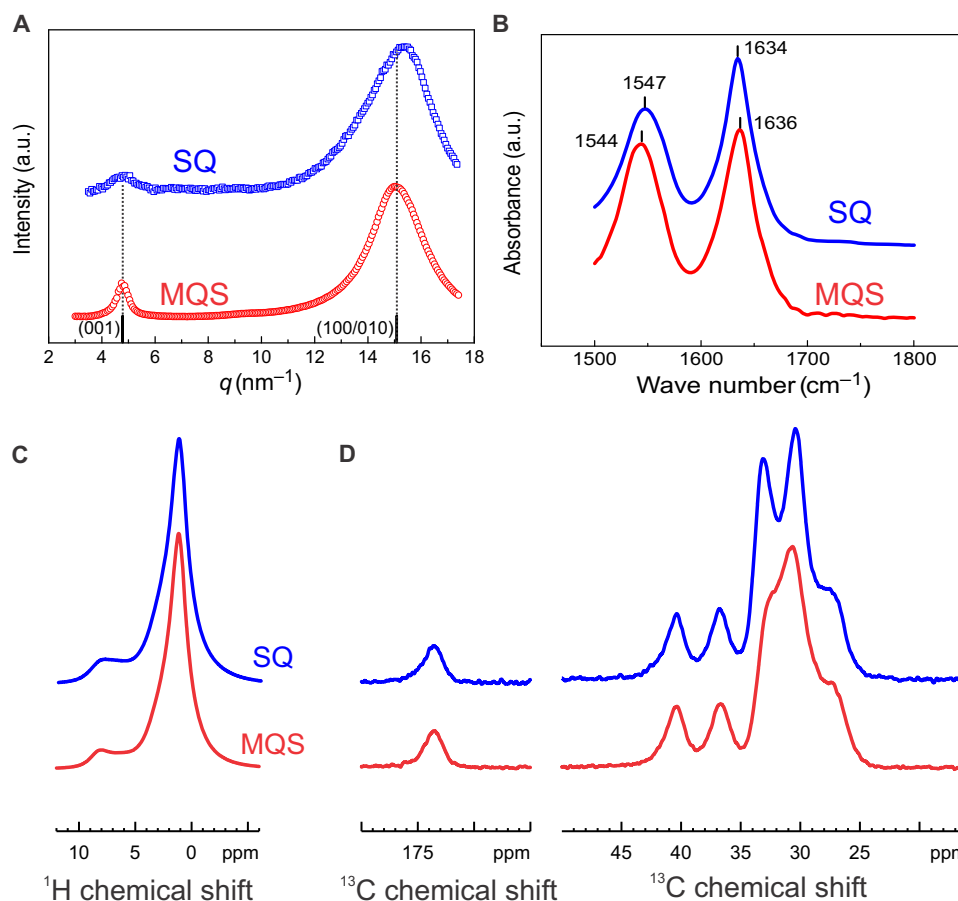 A
Intensity (a.u.)
SQ
MQS
(001)
(100/010)
2 4 6 8 10 12 14 16 18
q (nm⁻¹)
B
Absorbance (a.u.)
1634
1547
1636
1544
SQ
MQS
1500 1600 1700 1800
Wave number (cm⁻¹)
C
SQ
MQS
10 5 0 ppm
¹H chemical shift
D
175 ppm
¹³C chemical shift
45 40 35 30 25 ppm
¹³C chemical shift